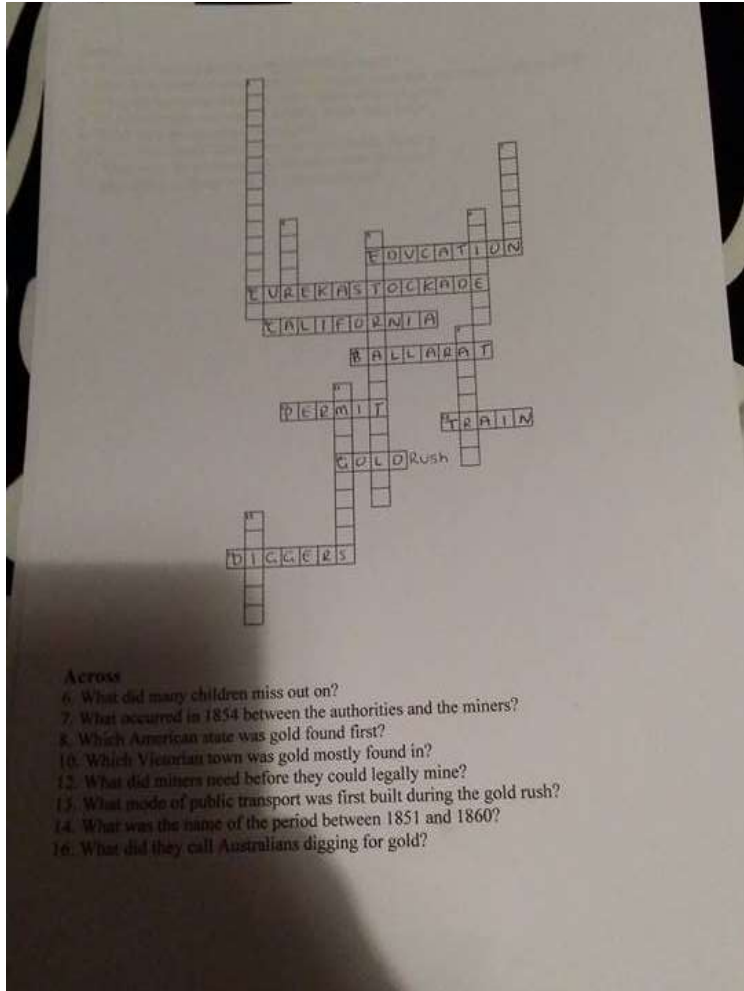 EDUCATION
EUREKASTOCKADE
CALIFORNIA
BALLARAT
PERMIT
TRAIN
GOLD Rush
DIGGERS
Across
6. What did many children miss out on?
7. What occurred in 1854 between the authorities and the miners?
8. Which American state was gold found first?
10. Which Victorian town was gold mostly found in?
12. What did miners need before they could legally mine?
13. What mode of public transport was first built during the gold rush?
14. What was the name of the period between 1851 and 1860?
16. What did they call Australians digging for gold?